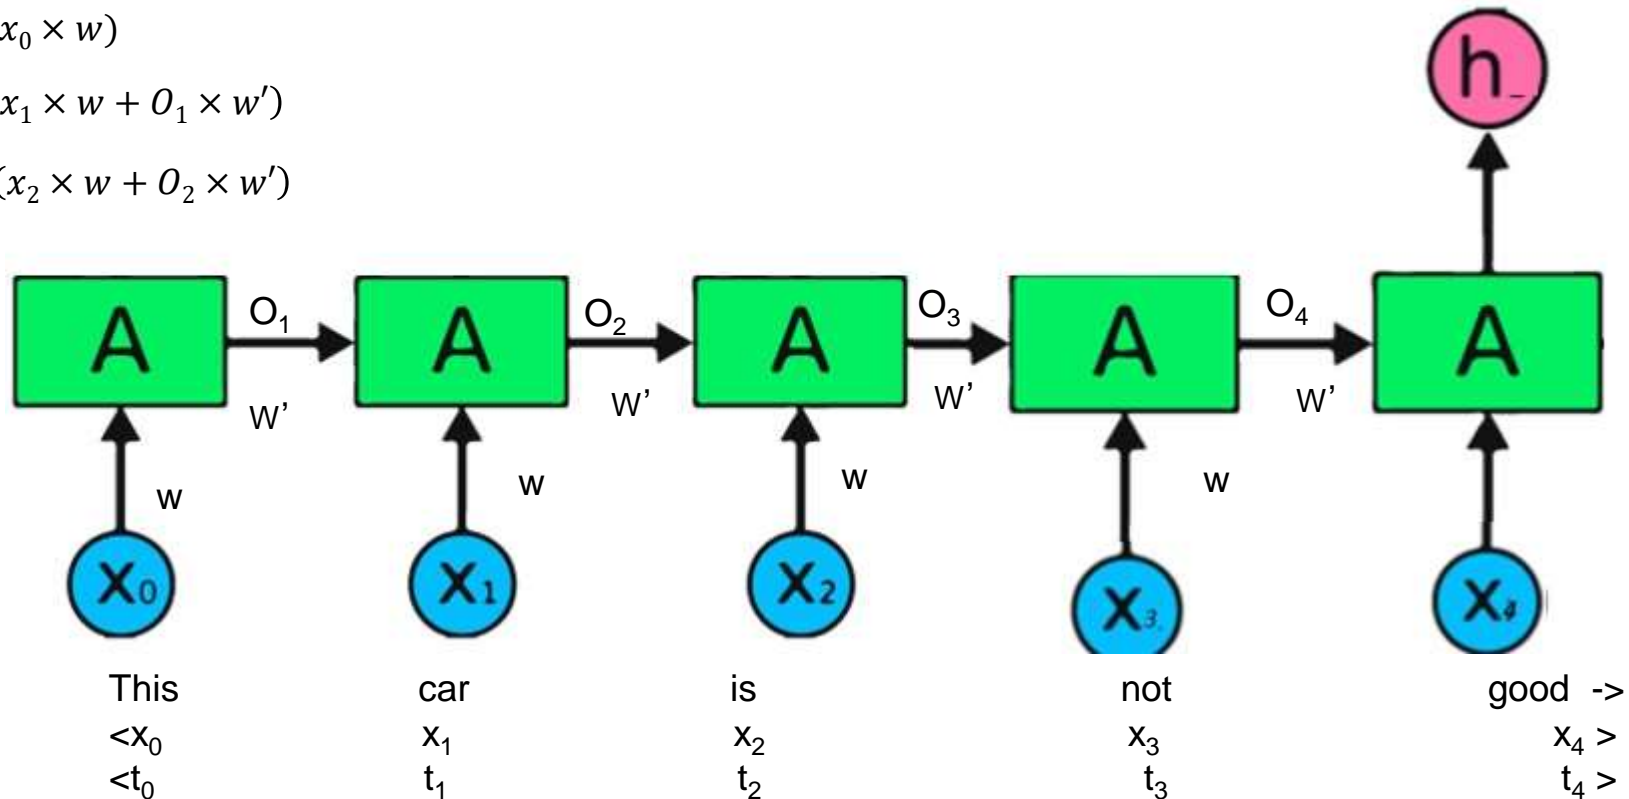 x₀ × w)
x₁ × w + O₁ × w′)
(x₂ × w + O₂ × w′)
h
A O₁ A O₂ A O₃ A O₄ A
W’ W’ W’ W’
w w w w
X₀ X₁ X₂ X₃ X₄
This car is not good ->
<x₀ x₁ x₂ x₃ x₄ >
<t₀ t₁ t₂ t₃ t₄ >